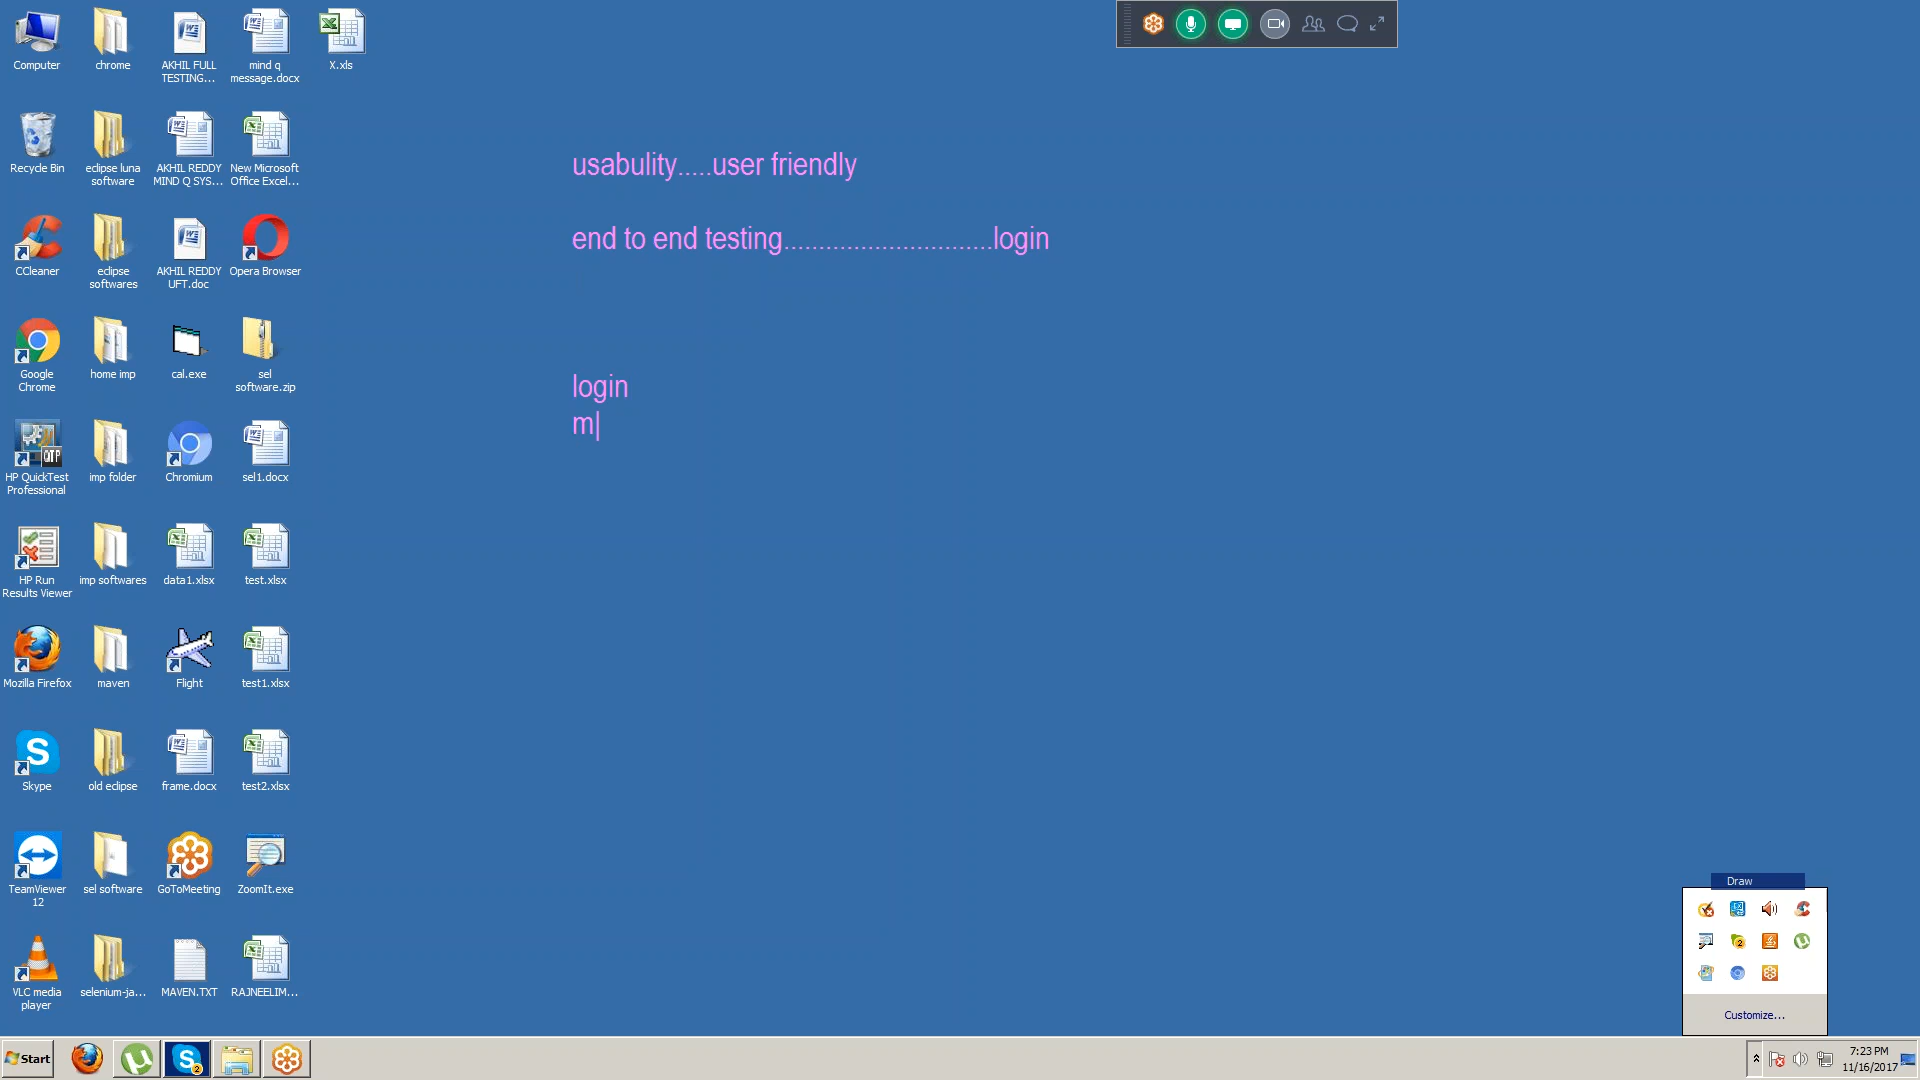 Computer
chrome
AKHIL FULL
TESTING...
mind q
message.docx
X.xls
usabulity.....user friendly
Recycle Bin
eclipse luna
software
AKHIL REDDY
MIND Q SYS...
New Microsoft
Office Excel...
end to end testing..............................login
CCleaner
eclipse
softwares
AKHIL REDDY
UFT.doc
Opera Browser
Google
Chrome
home imp
cal.exe
sel
software.zip
login
m
HP QuickTest
Professional
QTP
imp folder
Chromium
sel1.docx
HP Run
Results Viewer
imp softwares
data1.xlsx
test.xlsx
Mozilla Firefox
maven
Flight
test1.xlsx
Skype
old eclipse
frame.docx
test2.xlsx
TeamViewer
12
sel software
GoToMeeting
ZoomIt.exe
Draw
VLC media
player
selenium-ja...
MAVEN.TXT
RAJNEELIM...
Customize...
Start
2
7:23 PM
11/16/2017